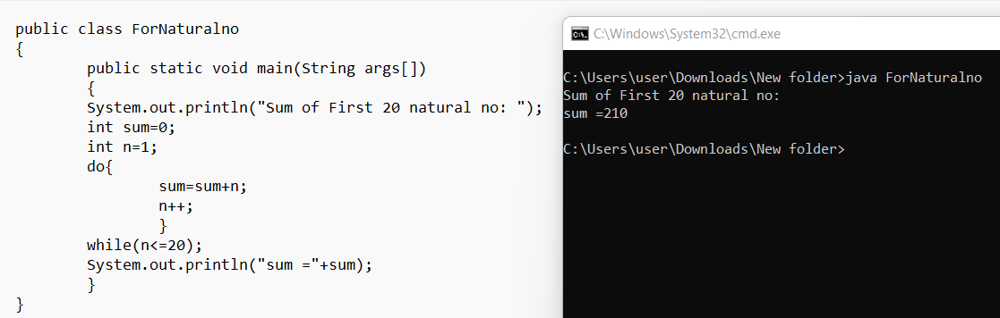 public class ForNaturalno
{
public static void main(String args[])
{
System.out.println("Sum of First 20 natural no: ");
int sum=0;
int n=1;
do{
sum=sum+n;
n++;
}
while(n<=20);
System.out.println("sum ="+sum);
}
}
C:\Windows\System32\cmd.exe
C:\Users\user\Downloads\New folder>java ForNaturalno
Sum of First 20 natural no:
sum =210
C:\Users\user\Downloads\New folder>